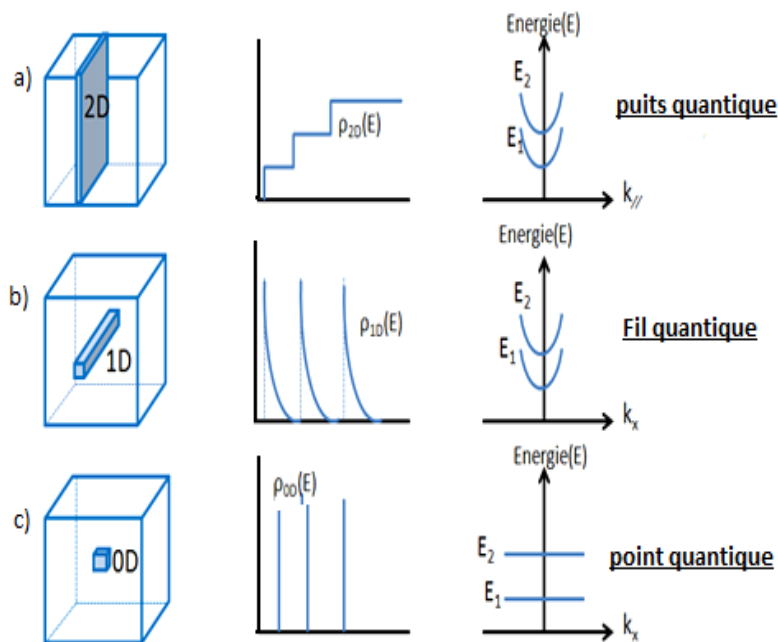 a)
2D
ρ2D(E)
Energie(E)
E2
E1
k//
puits quantique
b)
1D
ρ1D(E)
Energie(E)
E2
E1
kx
Fil quantique
c)
0D
ρ0D(E)
Energie(E)
E2
E1
kx
point quantique